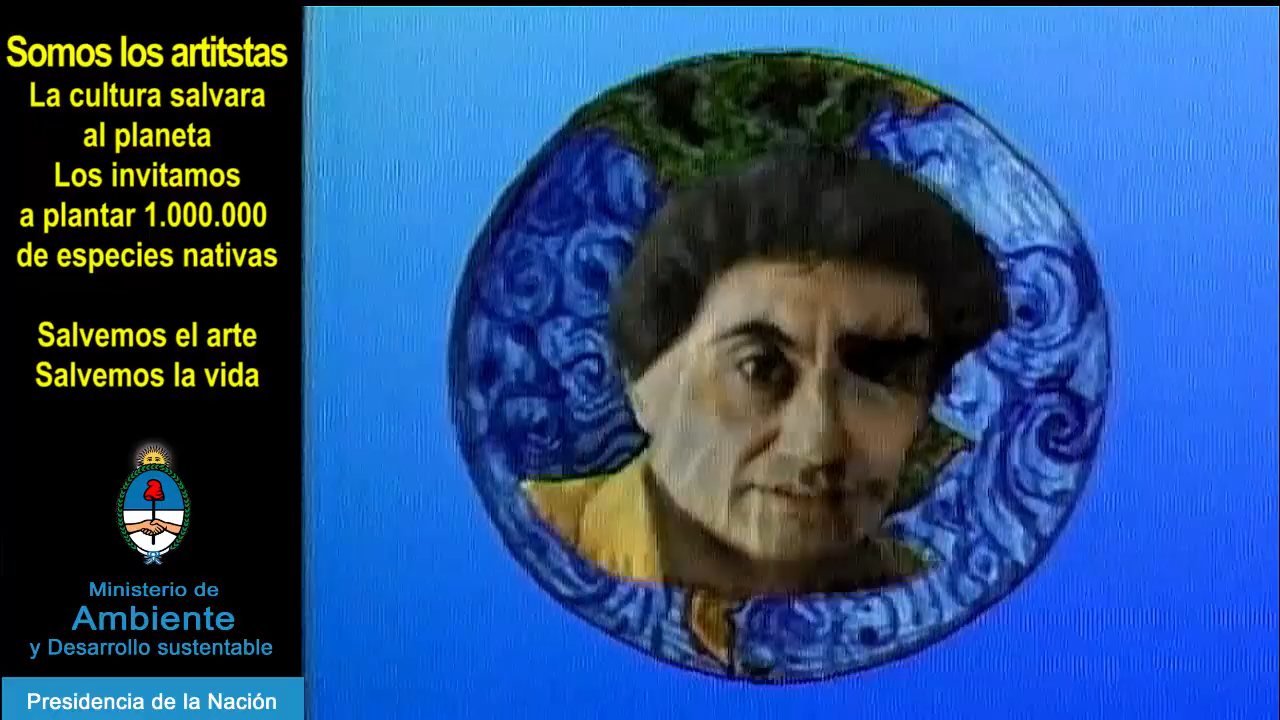 Somos los artitstas
La cultura salvara
al planeta
Los invitamos
a plantar 1.000.000
de especies nativas
Salvemos el arte
Salvemos la vida
Ministerio de
Ambiente
y Desarrollo sustentable
Presidencia de la Nación